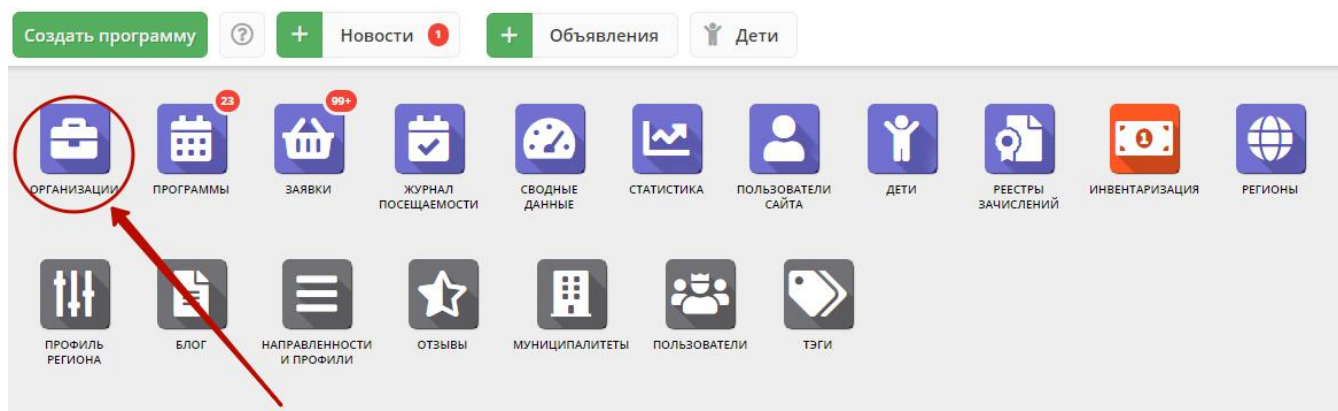 Создать программу ? + Новости 1 + Объявления Дети
23 99+
1
ОРГАНИЗАЦИИ ПРОГРАММЫ ЗАЯВКИ ЖУРНАЛ СВОДНЫЕ СТАТИСТИКА ПОЛЬЗОВАТЕЛИ ДЕТИ РЕЕСТРЫ ИНВЕНТАРИЗАЦИЯ РЕГИОНЫ
ПОСЕЩАЕМОСТИ ДАННЫЕ САЙТА ЗАЧИСЛЕНИЙ
ПРОФИЛЬ БЛОГ НАПРАВЛЕННОСТИ ОТЗЫВЫ МУНИЦИПАЛИТЕТЫ ПОЛЬЗОВАТЕЛИ ТЭГИ
РЕГИОНА И ПРОФИЛИ